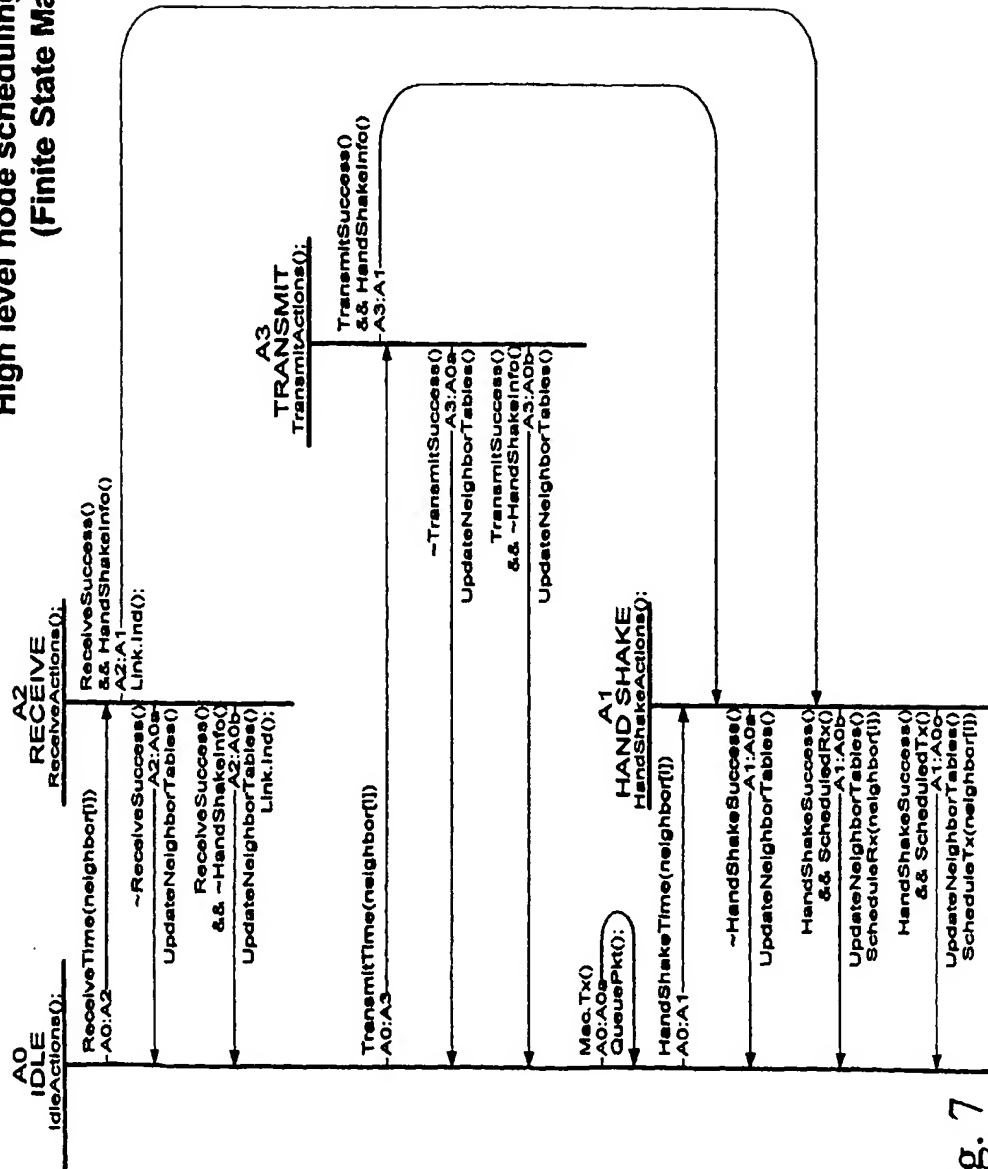 High level node scheduling
(Finite State Ma
A0
IDLE
IdleActions();
A2
RECEIVE
ReceiveActions();
ReceiveTime(neighbor[i])
A0:A2
ReceiveSuccess()
&& HandShakeInfo()
A2:A1
Link.Ind();
~ReceiveSuccess()
A2:A0a
UpdateNeighborTables()
ReceiveSuccess()
&& ~HandShakeInfo()
A2:A0b
UpdateNeighborTables()
Link.Ind();
A3
TRANSMIT
TransmitActions();
TransmitTime(neighbor[i])
A0:A3
TransmitSuccess()
&& HandShakeInfo()
A3:A1
~TransmitSuccess()
A3:A0a
UpdateNeighborTables()
TransmitSuccess()
&& ~HandShakeInfo()
A3:A0b
UpdateNeighborTables()
Mac.Tx()
A0:A0a
QueuePkt();
A1
HAND SHAKE
HandShakeActions();
HandShakeTime(neighbor[i])
A0:A1
~HandShakeSuccess()
A1:A0a
UpdateNeighborTables()
HandShakeSuccess()
&& ScheduledRx()
A1:A0b
UpdateNeighborTables()
ScheduleRx(neighbor[i])
HandShakeSuccess()
&& ScheduledTx()
A1:A0c
UpdateNeighborTables()
ScheduleTx(neighbor[i])
g. 7